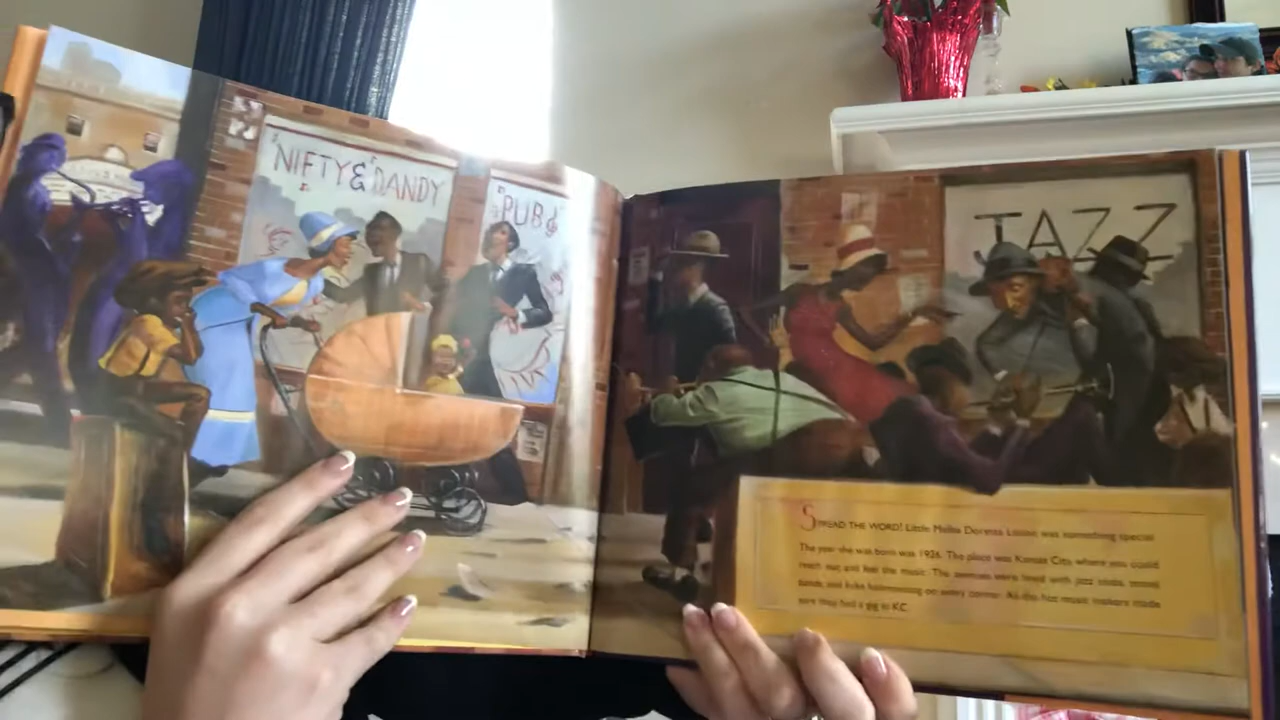 NIFTY & DANDY
PUB
JAZZ
SPREAD THE WORD! Little Melba Doretta Liston was something special.
The year she was born was 1926. The place was Kansas City, where you could
reach out and feel the music. The avenues were lined with jazz clubs, street
bands, and folks harmonizing on every corner. All the hot music makers made
sure they had a gig in KC.